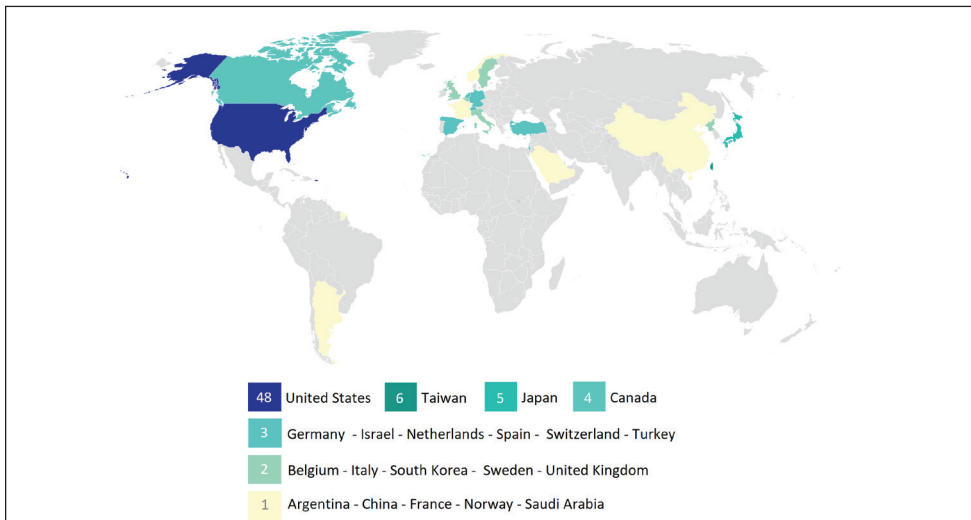 48 United States 6 Taiwan 5 Japan 4 Canada
3 Germany - Israel - Netherlands - Spain - Switzerland - Turkey
2 Belgium - Italy - South Korea - Sweden - United Kingdom
1 Argentina - China - France - Norway - Saudi Arabia